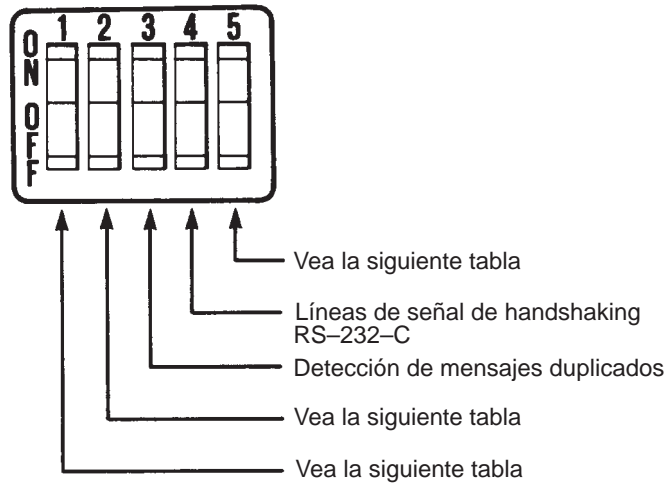 1 2 3 4 5
ON
OFF
Vea la siguiente tabla
Líneas de señal de handshaking
RS–232–C
Detección de mensajes duplicados
Vea la siguiente tabla
Vea la siguiente tabla